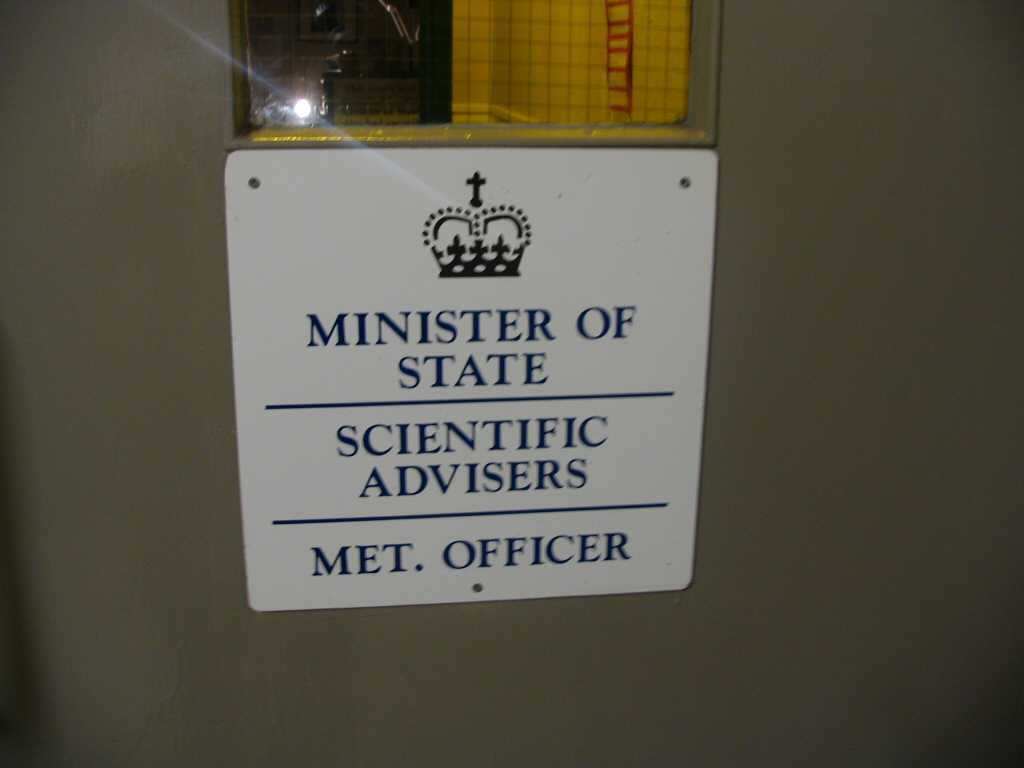 MINISTER OF
STATE
SCIENTIFIC
ADVISERS
MET. OFFICER